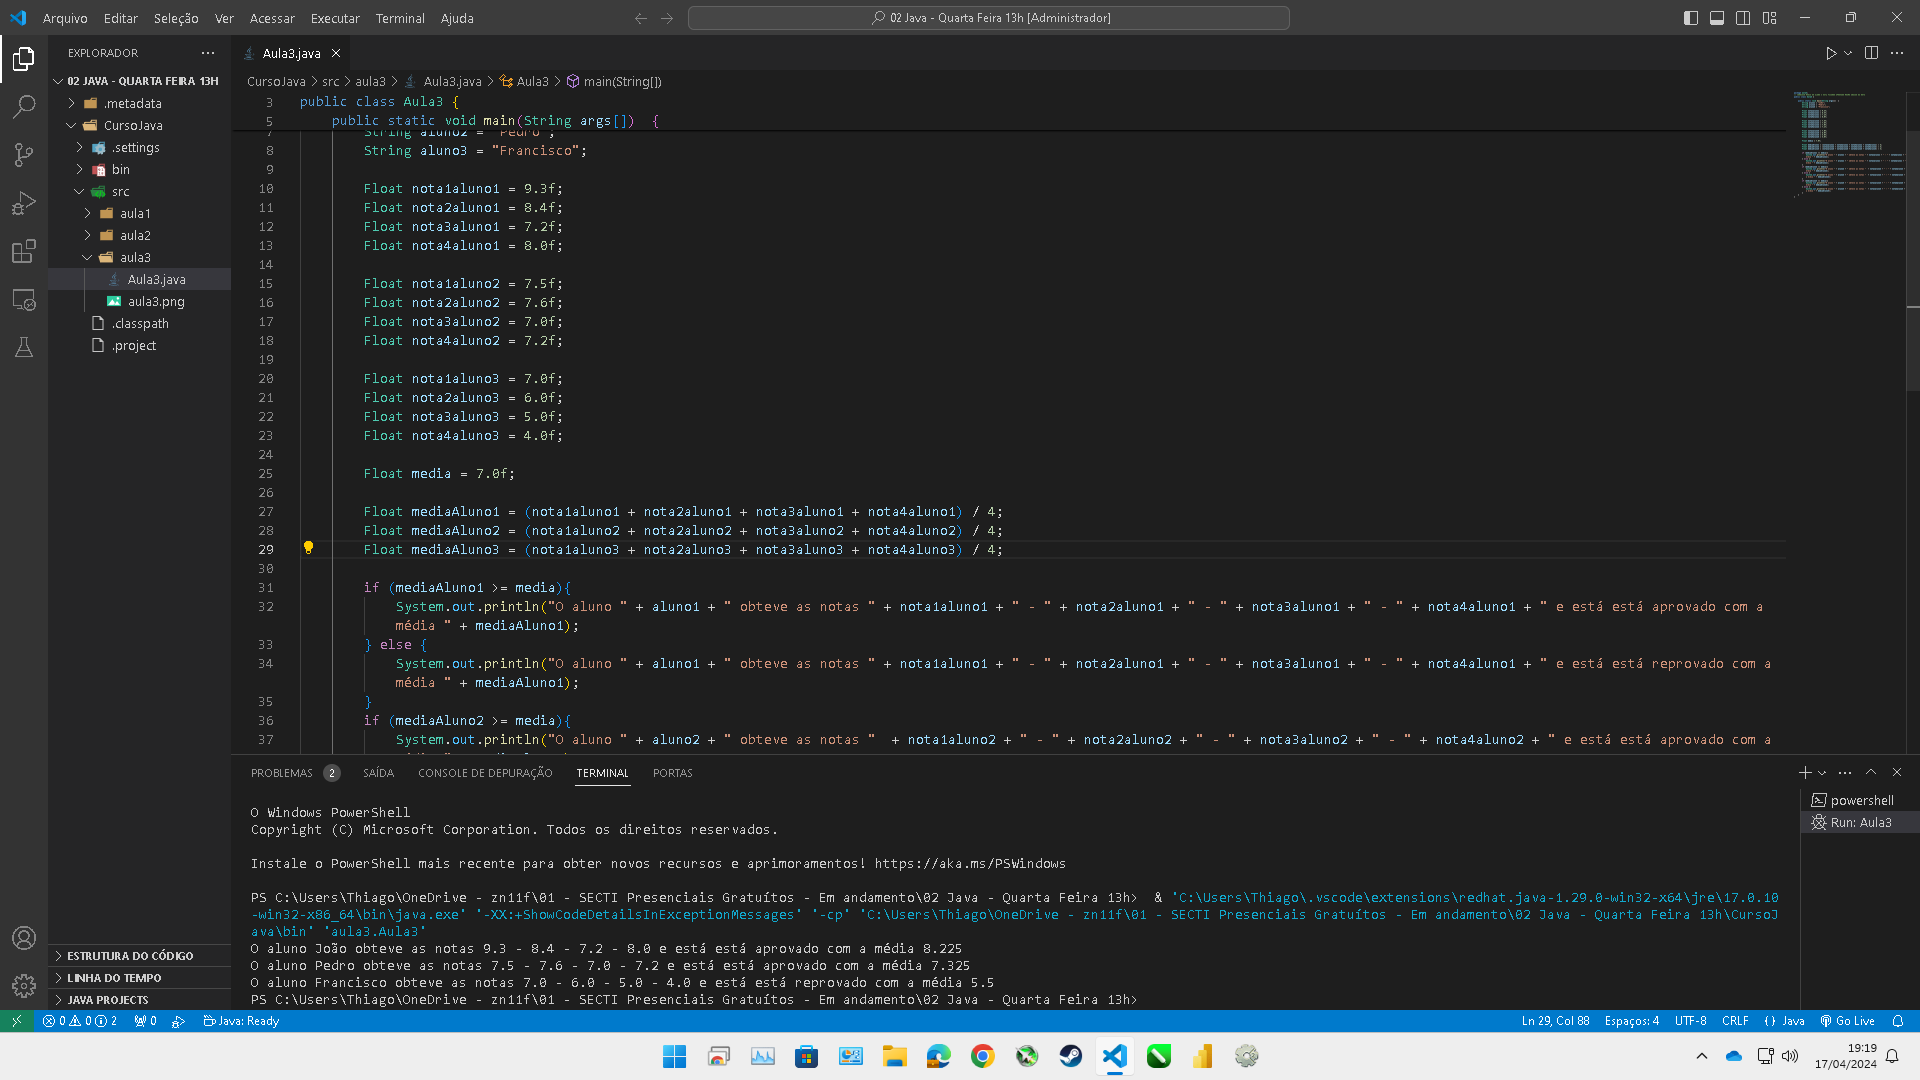 Arquivo Editar Seleção Ver Acessar Executar Terminal Ajuda
02 Java - Quarta Feira 13h [Administrador]
EXPLORADOR
02 JAVA - QUARTA FEIRA 13H
.metadata
CursoJava
.settings
bin
src
aula1
aula2
aula3
Aula3.java
aula3.png
.classpath
.project
ESTRUTURA DO CÓDIGO
LINHA DO TEMPO
JAVA PROJECTS
Aula3.java
CursoJava > src > aula3 > Aula3.java > Aula3 > main(String[])
3 public class Aula3 {
5 public static void main(String args[]) {
7 String aluno2 = "Pedro";
8 String aluno3 = "Francisco";
9
10 Float nota1aluno1 = 9.3f;
11 Float nota2aluno1 = 8.4f;
12 Float nota3aluno1 = 7.2f;
13 Float nota4aluno1 = 8.0f;
14
15 Float nota1aluno2 = 7.5f;
16 Float nota2aluno2 = 7.6f;
17 Float nota3aluno2 = 7.0f;
18 Float nota4aluno2 = 7.2f;
19
20 Float nota1aluno3 = 7.0f;
21 Float nota2aluno3 = 6.0f;
22 Float nota3aluno3 = 5.0f;
23 Float nota4aluno3 = 4.0f;
24
25 Float media = 7.0f;
26
27 Float mediaAluno1 = (nota1aluno1 + nota2aluno1 + nota3aluno1 + nota4aluno1) / 4;
28 Float mediaAluno2 = (nota1aluno2 + nota2aluno2 + nota3aluno2 + nota4aluno2) / 4;
29 Float mediaAluno3 = (nota1aluno3 + nota2aluno3 + nota3aluno3 + nota4aluno3) / 4;
30
31 if (mediaAluno1 >= media){
32 System.out.println("O aluno " + aluno1 + " obteve as notas " + nota1aluno1 + " - " + nota2aluno1 + " - " + nota3aluno1 + " - " + nota4aluno1 + " e está está aprovado com a
média " + mediaAluno1);
33 } else {
34 System.out.println("O aluno " + aluno1 + " obteve as notas " + nota1aluno1 + " - " + nota2aluno1 + " - " + nota3aluno1 + " - " + nota4aluno1 + " e está está reprovado com a
média " + mediaAluno1);
35 }
36 if (mediaAluno2 >= media){
37 System.out.println("O aluno " + aluno2 + " obteve as notas " + nota1aluno2 + " - " + nota2aluno2 + " - " + nota3aluno2 + " - " + nota4aluno2 + " e está está aprovado com a
PROBLEMAS 2 SAÍDA CONSOLE DE DEPURAÇÃO TERMINAL PORTAS
O Windows PowerShell
Copyright (C) Microsoft Corporation. Todos os direitos reservados.
Instale o PowerShell mais recente para obter novos recursos e aprimoramentos! https://aka.ms/PSWindows
PS C:\Users\Thiago\OneDrive - zn11f\01 - SECTI Presenciais Gratuítos - Em andamento\02 Java - Quarta Feira 13h> & 'C:\Users\Thiago\.vscode\extensions\redhat.java-1.29.0-win32-x64\jre\17.0.10
-win32-x86_64\bin\java.exe' '-XX:+ShowCodeDetailsInExceptionMessages' '-cp' 'C:\Users\Thiago\OneDrive - zn11f\01 - SECTI Presenciais Gratuítos - Em andamento\02 Java - Quarta Feira 13h\CursoJ
ava\bin' 'aula3.Aula3'
O aluno João obteve as notas 9.3 - 8.4 - 7.2 - 8.0 e está está aprovado com a média 8.225
O aluno Pedro obteve as notas 7.5 - 7.6 - 7.0 - 7.2 e está está aprovado com a média 7.325
O aluno Francisco obteve as notas 7.0 - 6.0 - 5.0 - 4.0 e está está reprovado com a média 5.5
PS C:\Users\Thiago\OneDrive - zn11f\01 - SECTI Presenciais Gratuítos - Em andamento\02 Java - Quarta Feira 13h>
powershell
Run: Aula3
0 0 2 0 Java: Ready
Ln 29, Col 88 Espaços: 4 UTF-8 CRLF {} Java Go Live
19:19
17/04/2024